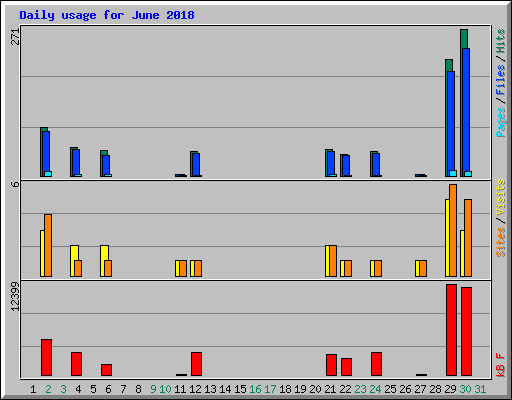 Daily usage for June 2018
271
Pages / Files / Hits
6
Sites / Visits
12399
kB F
1 2 3 4 5 6 7 8 9 10 11 12 13 14 15 16 17 18 19 20 21 22 23 24 25 26 27 28 29 30 31